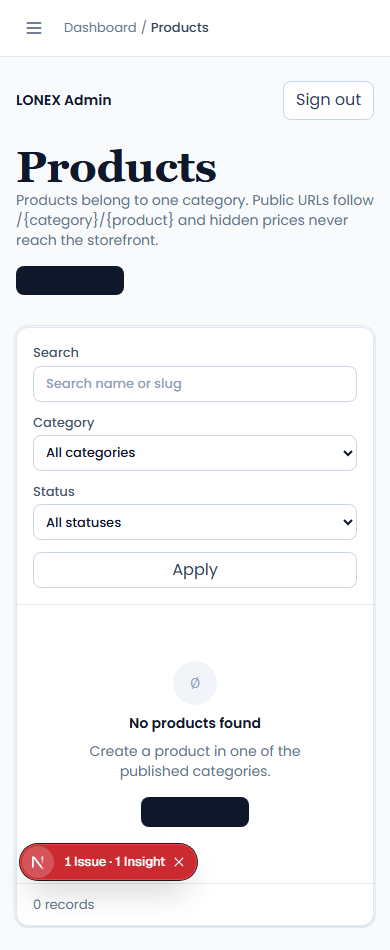 Dashboard / Products
LONEX Admin
Sign out
Products
Products belong to one category. Public URLs follow
/{category}/{product} and hidden prices never
reach the storefront.
Search
Search name or slug
Category
All categories
Status
All statuses
Apply
Ø
No products found
Create a product in one of the
published categories.
N
1 Issue · 1 Insight
0 records